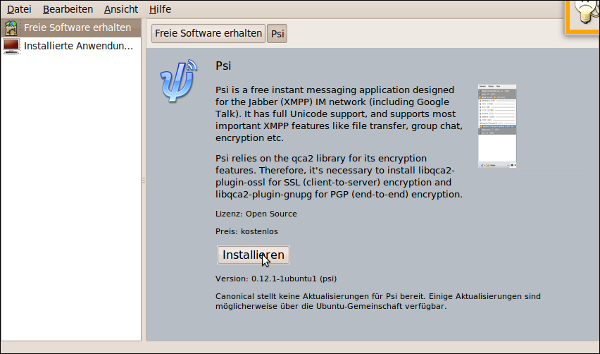 Datei Bearbeiten Ansicht Hilfe
Freie Software erhalten
Installierte Anwendun...
Freie Software erhalten Psi
Psi
Psi is a free instant messaging application designed
for the Jabber (XMPP) IM network (including Google
Talk). It has full Unicode support, and supports most
important XMPP features like file transfer, group chat,
encryption etc.
Psi relies on the qca2 library for its encryption
features. Therefore, it's necessary to install libqca2-
plugin-ossl for SSL (client-to-server) encryption and
libqca2-plugin-gnupg for PGP (end-to-end) encryption.
Lizenz: Open Source
Preis: kostenlos
Installieren
Version: 0.12.1-1ubuntu1 (psi)
Canonical stellt keine Aktualisierungen für Psi bereit. Einige Aktualisierungen sind
möglicherweise über die Ubuntu-Gemeinschaft verfügbar.